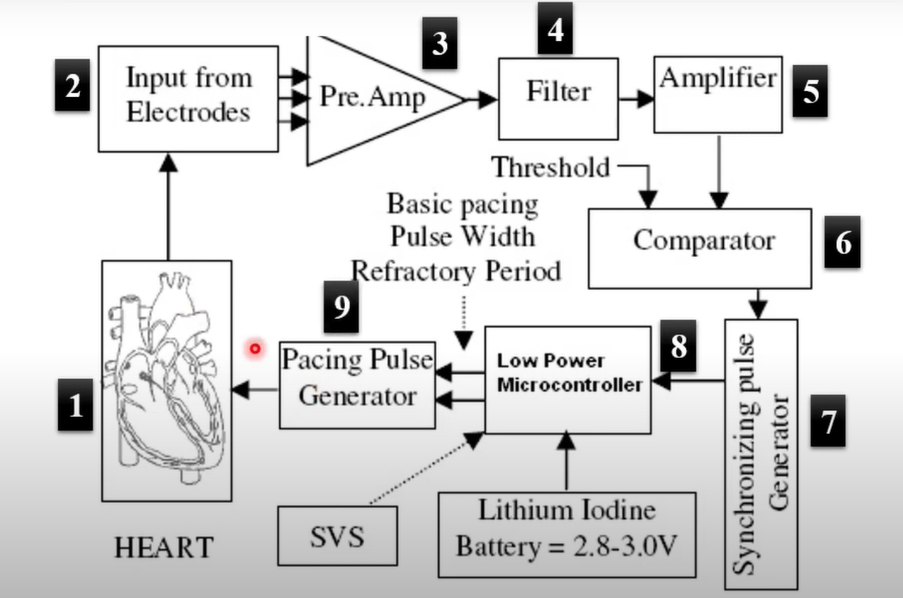 2
Input from
Electrodes
3
Pre.Amp
4
Filter
Amplifier
5
Threshold
Basic pacing
Pulse Width
Refractory Period
Comparator
6
9
Pacing Pulse
Generator
Low Power
Microcontroller
8
Synchronizing pulse
Generator
7
1
HEART
SVS
Lithium Iodine
Battery = 2.8-3.0V